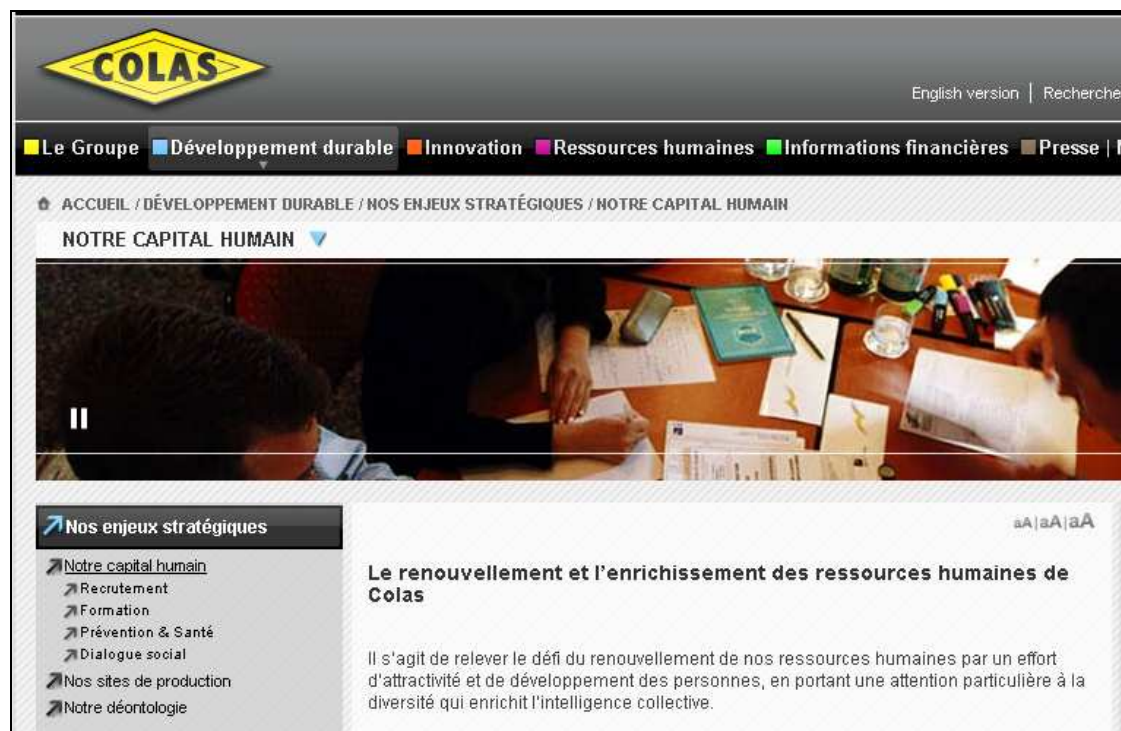 COLAS
English version | Recherche
Le Groupe Développement durable Innovation Ressources humaines Informations financières Presse |
ACCUEIL / DÉVELOPPEMENT DURABLE / NOS ENJEUX STRATÉGIQUES / NOTRE CAPITAL HUMAIN
NOTRE CAPITAL HUMAIN
Nos enjeux stratégiques
Notre capital humain
Recrutement
Formation
Prévention & Santé
Dialogue social
Nos sites de production
Notre déontologie
aA|aA|aA
Le renouvellement et l'enrichissement des ressources humaines de
Colas
Il s'agit de relever le défi du renouvellement de nos ressources humaines par un effort
d'attractivité et de développement des personnes, en portant une attention particulière à la
diversité qui enrichit l'intelligence collective.